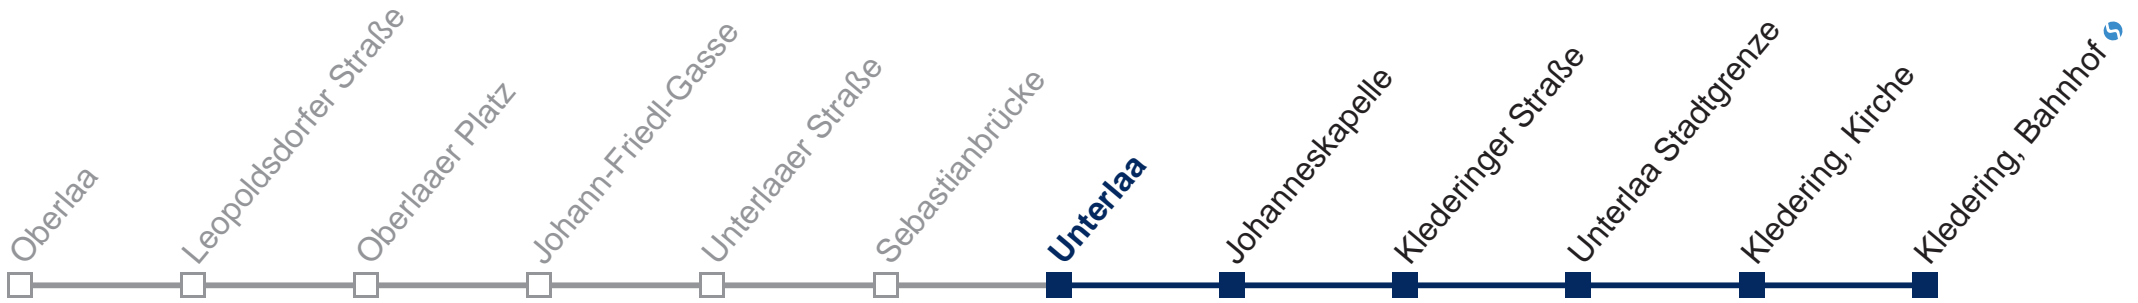 Oberlaa
Leopoldsdorfer Straße
Oberlaaer Platz
Johann-Friedl-Gasse
Unterlaaer Straße
Sebastianbrücke
Unterlaa
Johanneskapelle
Klederinger Straße
Unterlaa Stadtgrenze
Kledering, Kirche
Kledering, Bahnhof